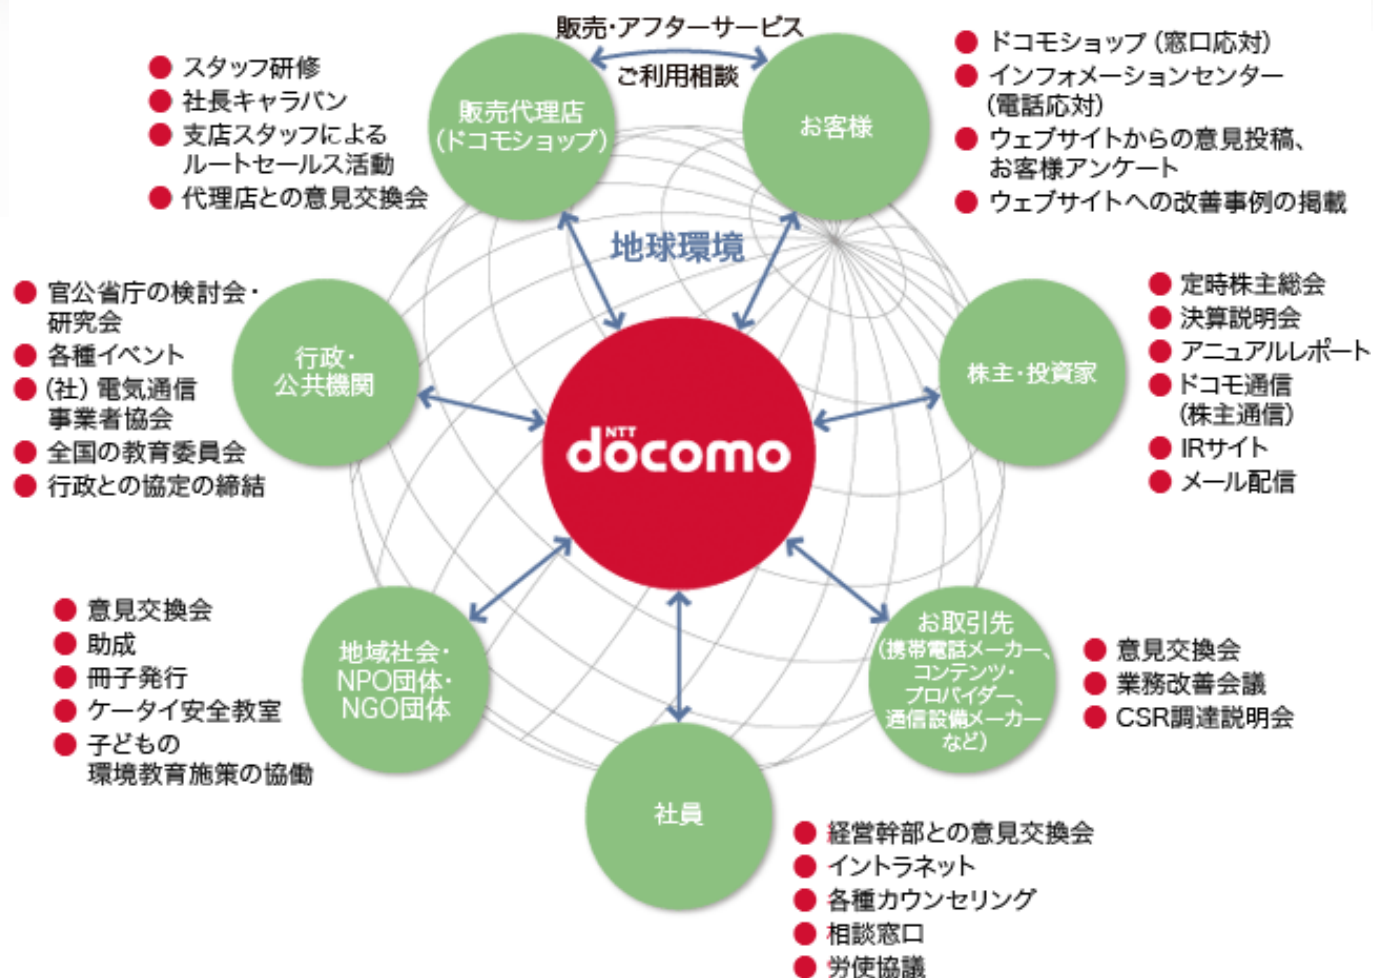 販売・アフターサービス
ご利用相談
販売代理店
(ドコモショップ)
お客様
スタッフ研修
社長キャラバン
支店スタッフによる
ルートセールス活動
代理店との意見交換会
ドコモショップ(窓口応対)
インフォメーションセンター
(電話応対)
ウェブサイトからの意見投稿、
お客様アンケート
ウェブサイトへの改善事例の掲載
地球環境
官公省庁の検討会・
研究会
各種イベント
(社)電気通信
事業者協会
全国の教育委員会
行政との協定の締結
行政・
公共機関
NTT
docomo
株主・投資家
定時株主総会
決算説明会
アニュアルレポート
ドコモ通信
(株主通信)
IRサイト
メール配信
意見交換会
助成
冊子発行
ケータイ安全教室
子どもの
環境教育施策の協働
地域社会・
NPO団体・
NGO団体
お取引先
(携帯電話メーカー、
コンテンツ・
プロバイダー、
通信設備メーカー
など)
意見交換会
業務改善会議
CSR調達説明会
社員
経営幹部との意見交換会
イントラネット
各種カウンセリング
相談窓口
労使協議